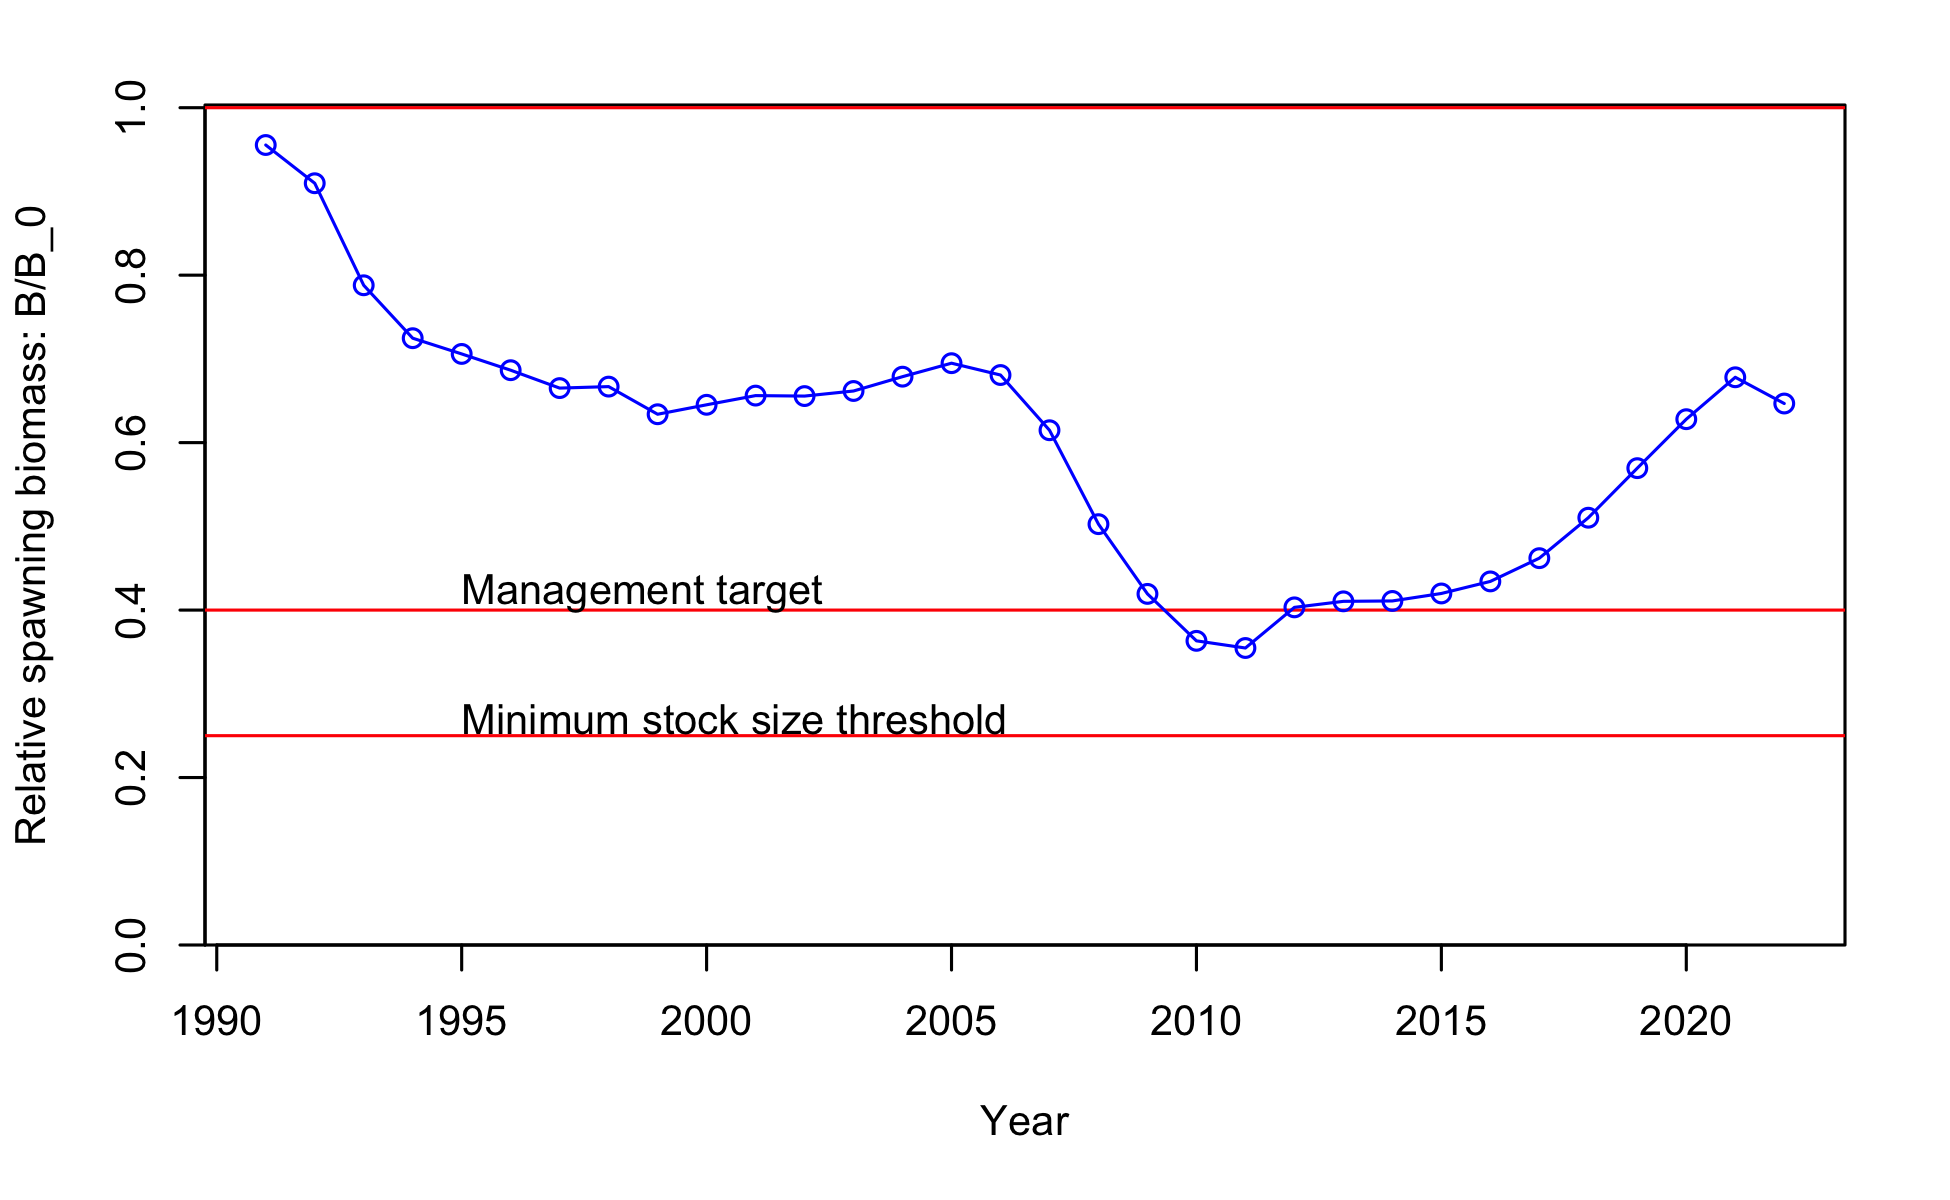 Relative spawning biomass: B/B_0
1.0
0.8
0.6
0.4
0.2
0.0
Management target
Minimum stock size threshold
1990 1995 2000 2005 2010 2015 2020
Year